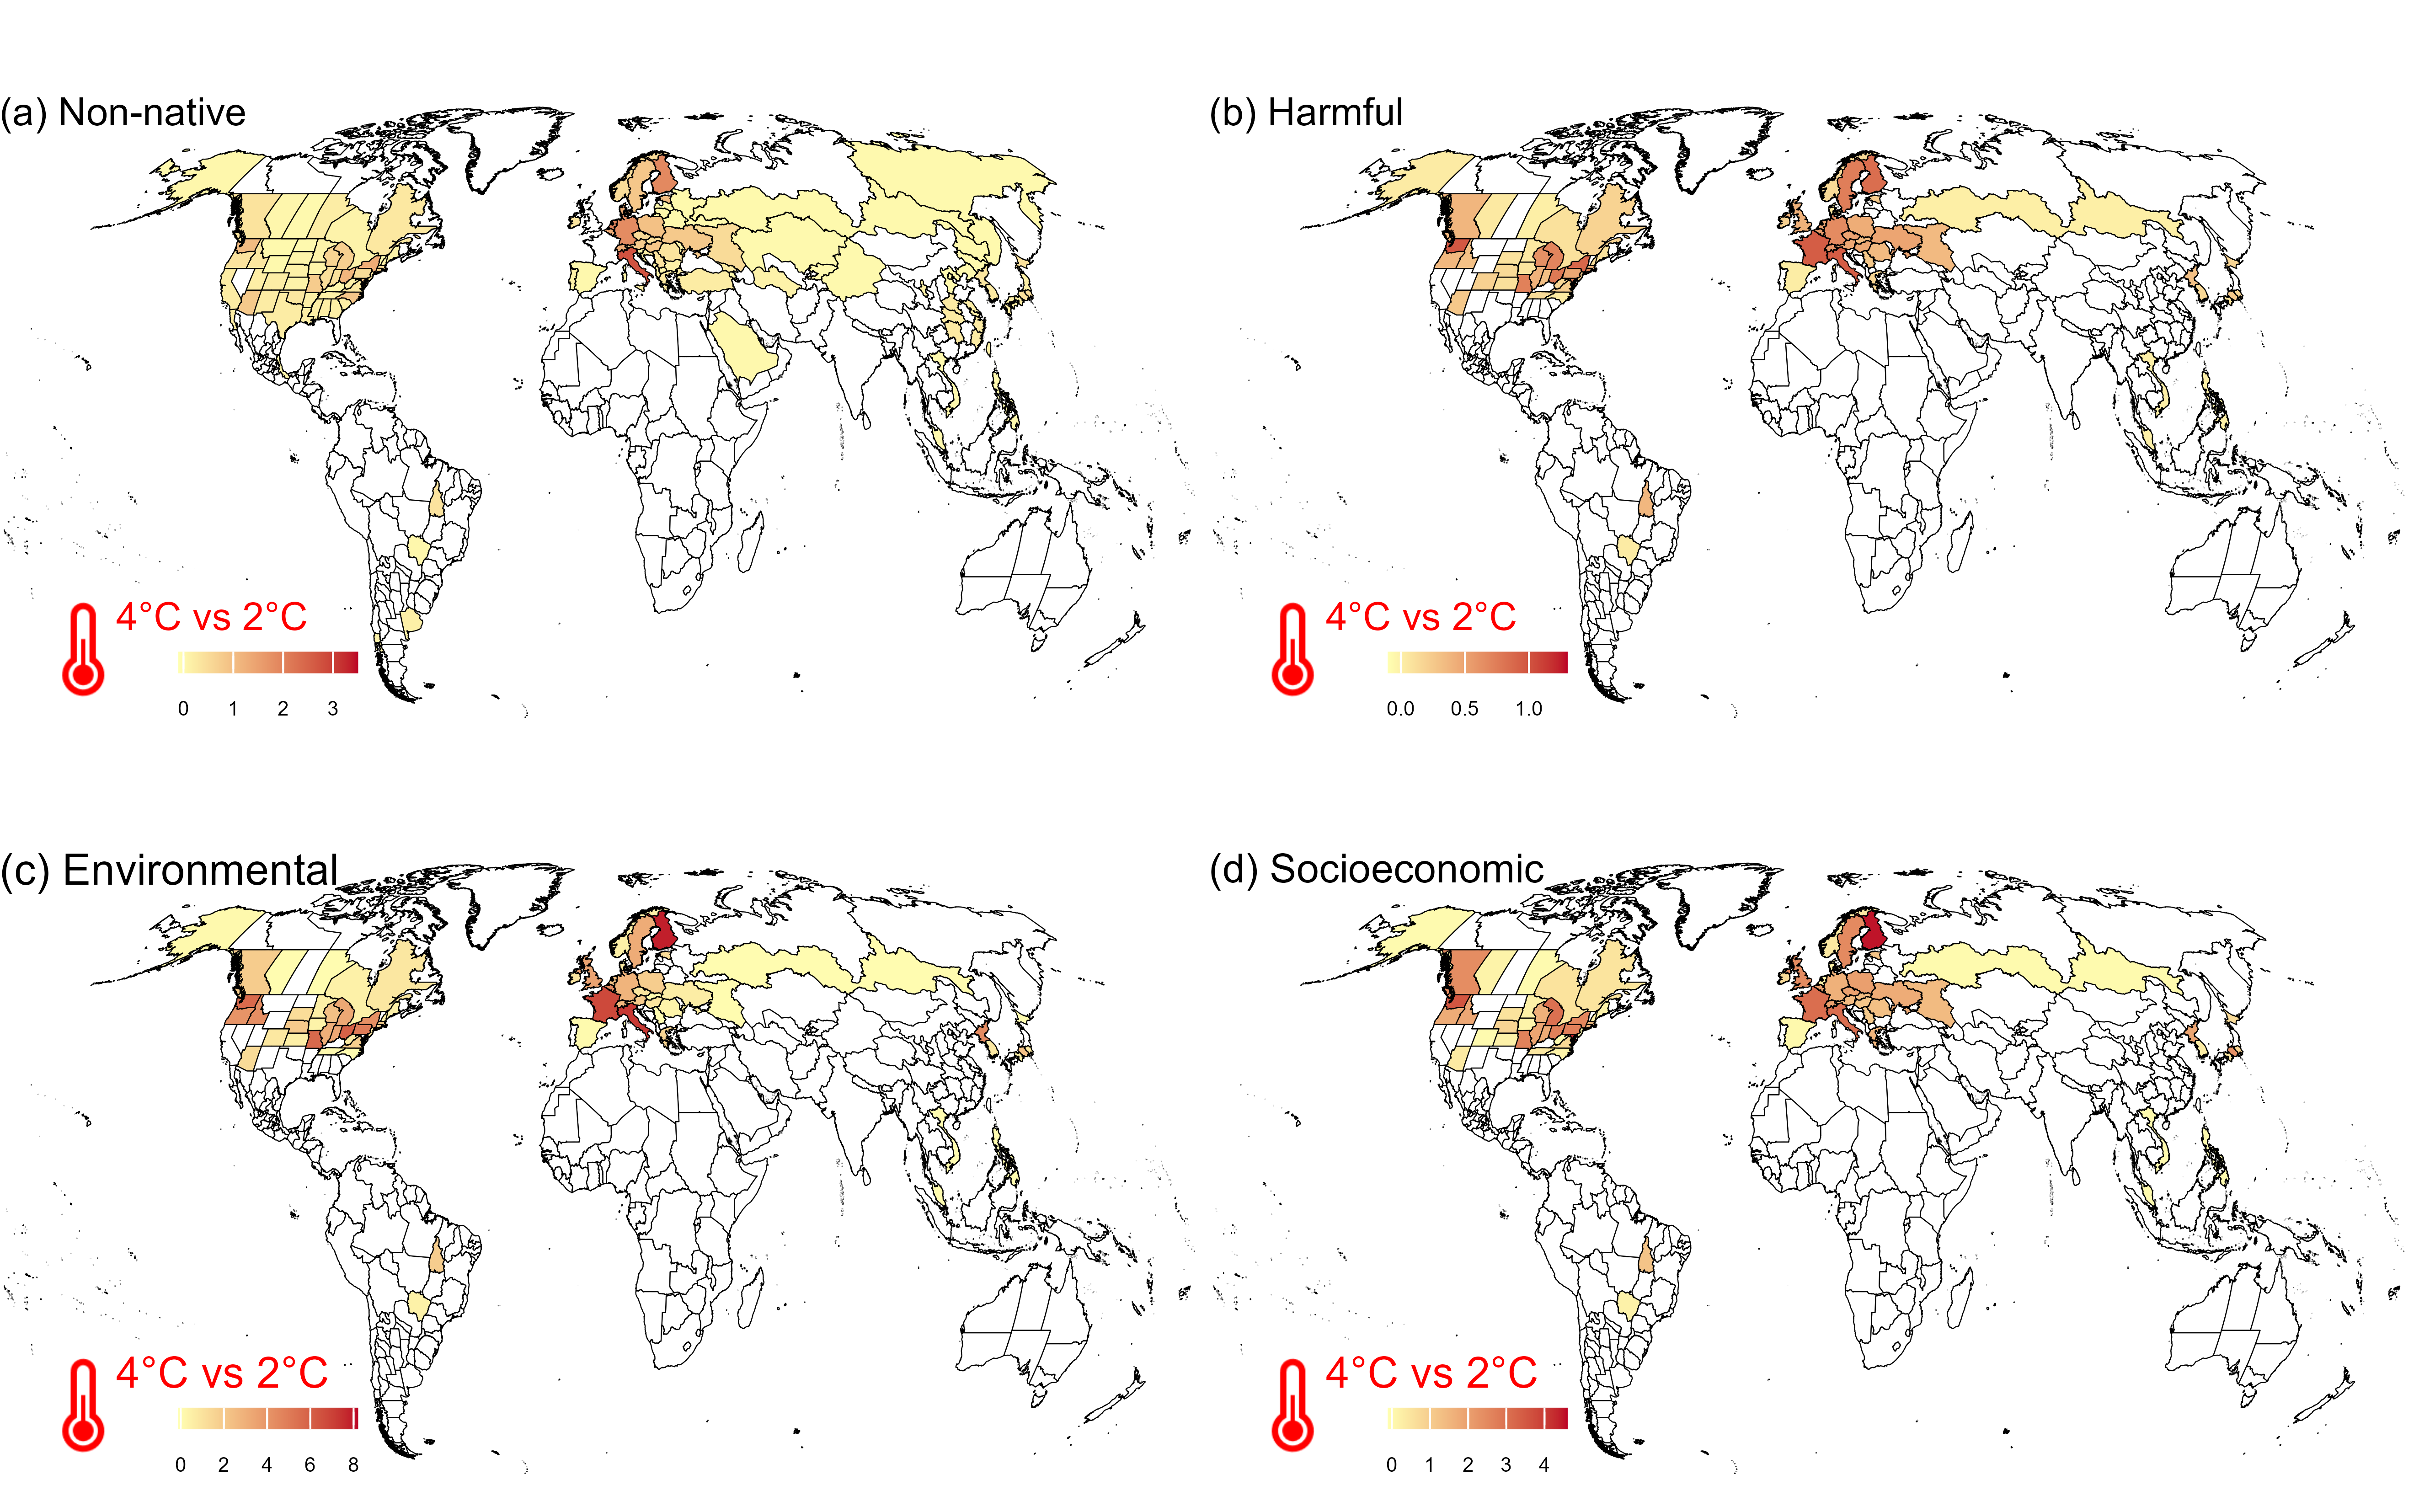 (a) Non-native
(b) Harmful
4°C vs 2°C
0 1 2 3
4°C vs 2°C
0.0 0.5 1.0
(c) Environmental
(d) Socioeconomic
4°C vs 2°C
0 2 4 6 8
4°C vs 2°C
0 1 2 3 4